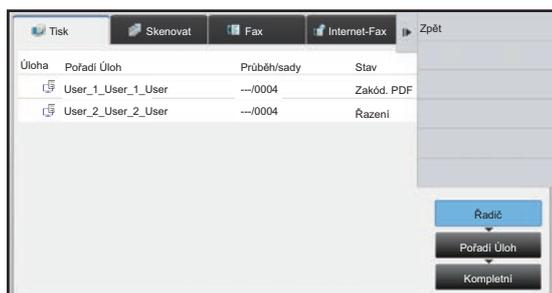 Tisk Skenovat Fax Internet-Fax Zpět
Úloha Pořadí Úloh Průběh/sady Stav
User_1_User_1_User ---/0004 Zakód. PDF
User_2_User_2_User ---/0004 Řazení
Řadič
Pořadí Úloh
Kompletní